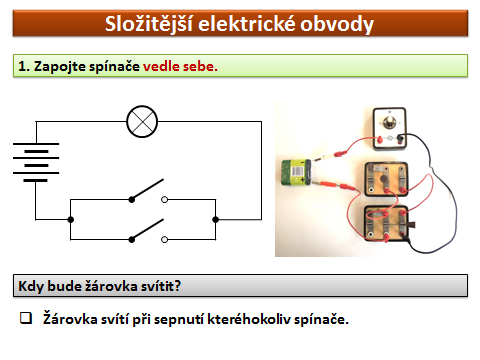 Složitější elektrické obvody
1. Zapojte spínače vedle sebe.
Kdy bude žárovka svítit?
Žárovka svítí při sepnutí kteréhokoliv spínače.